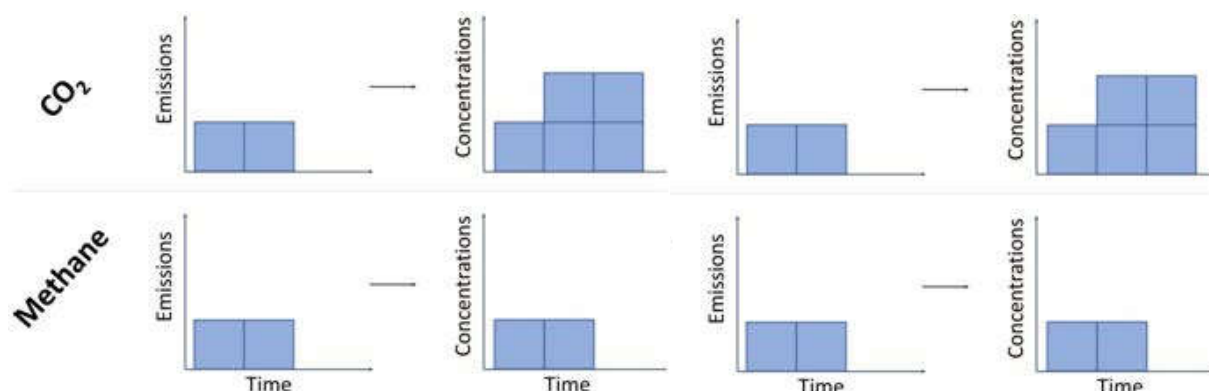 CO₂
Emissions
Concentrations
Emissions
Concentrations
Methane
Emissions
Time
Concentrations
Time
Emissions
Time
Concentrations
Time